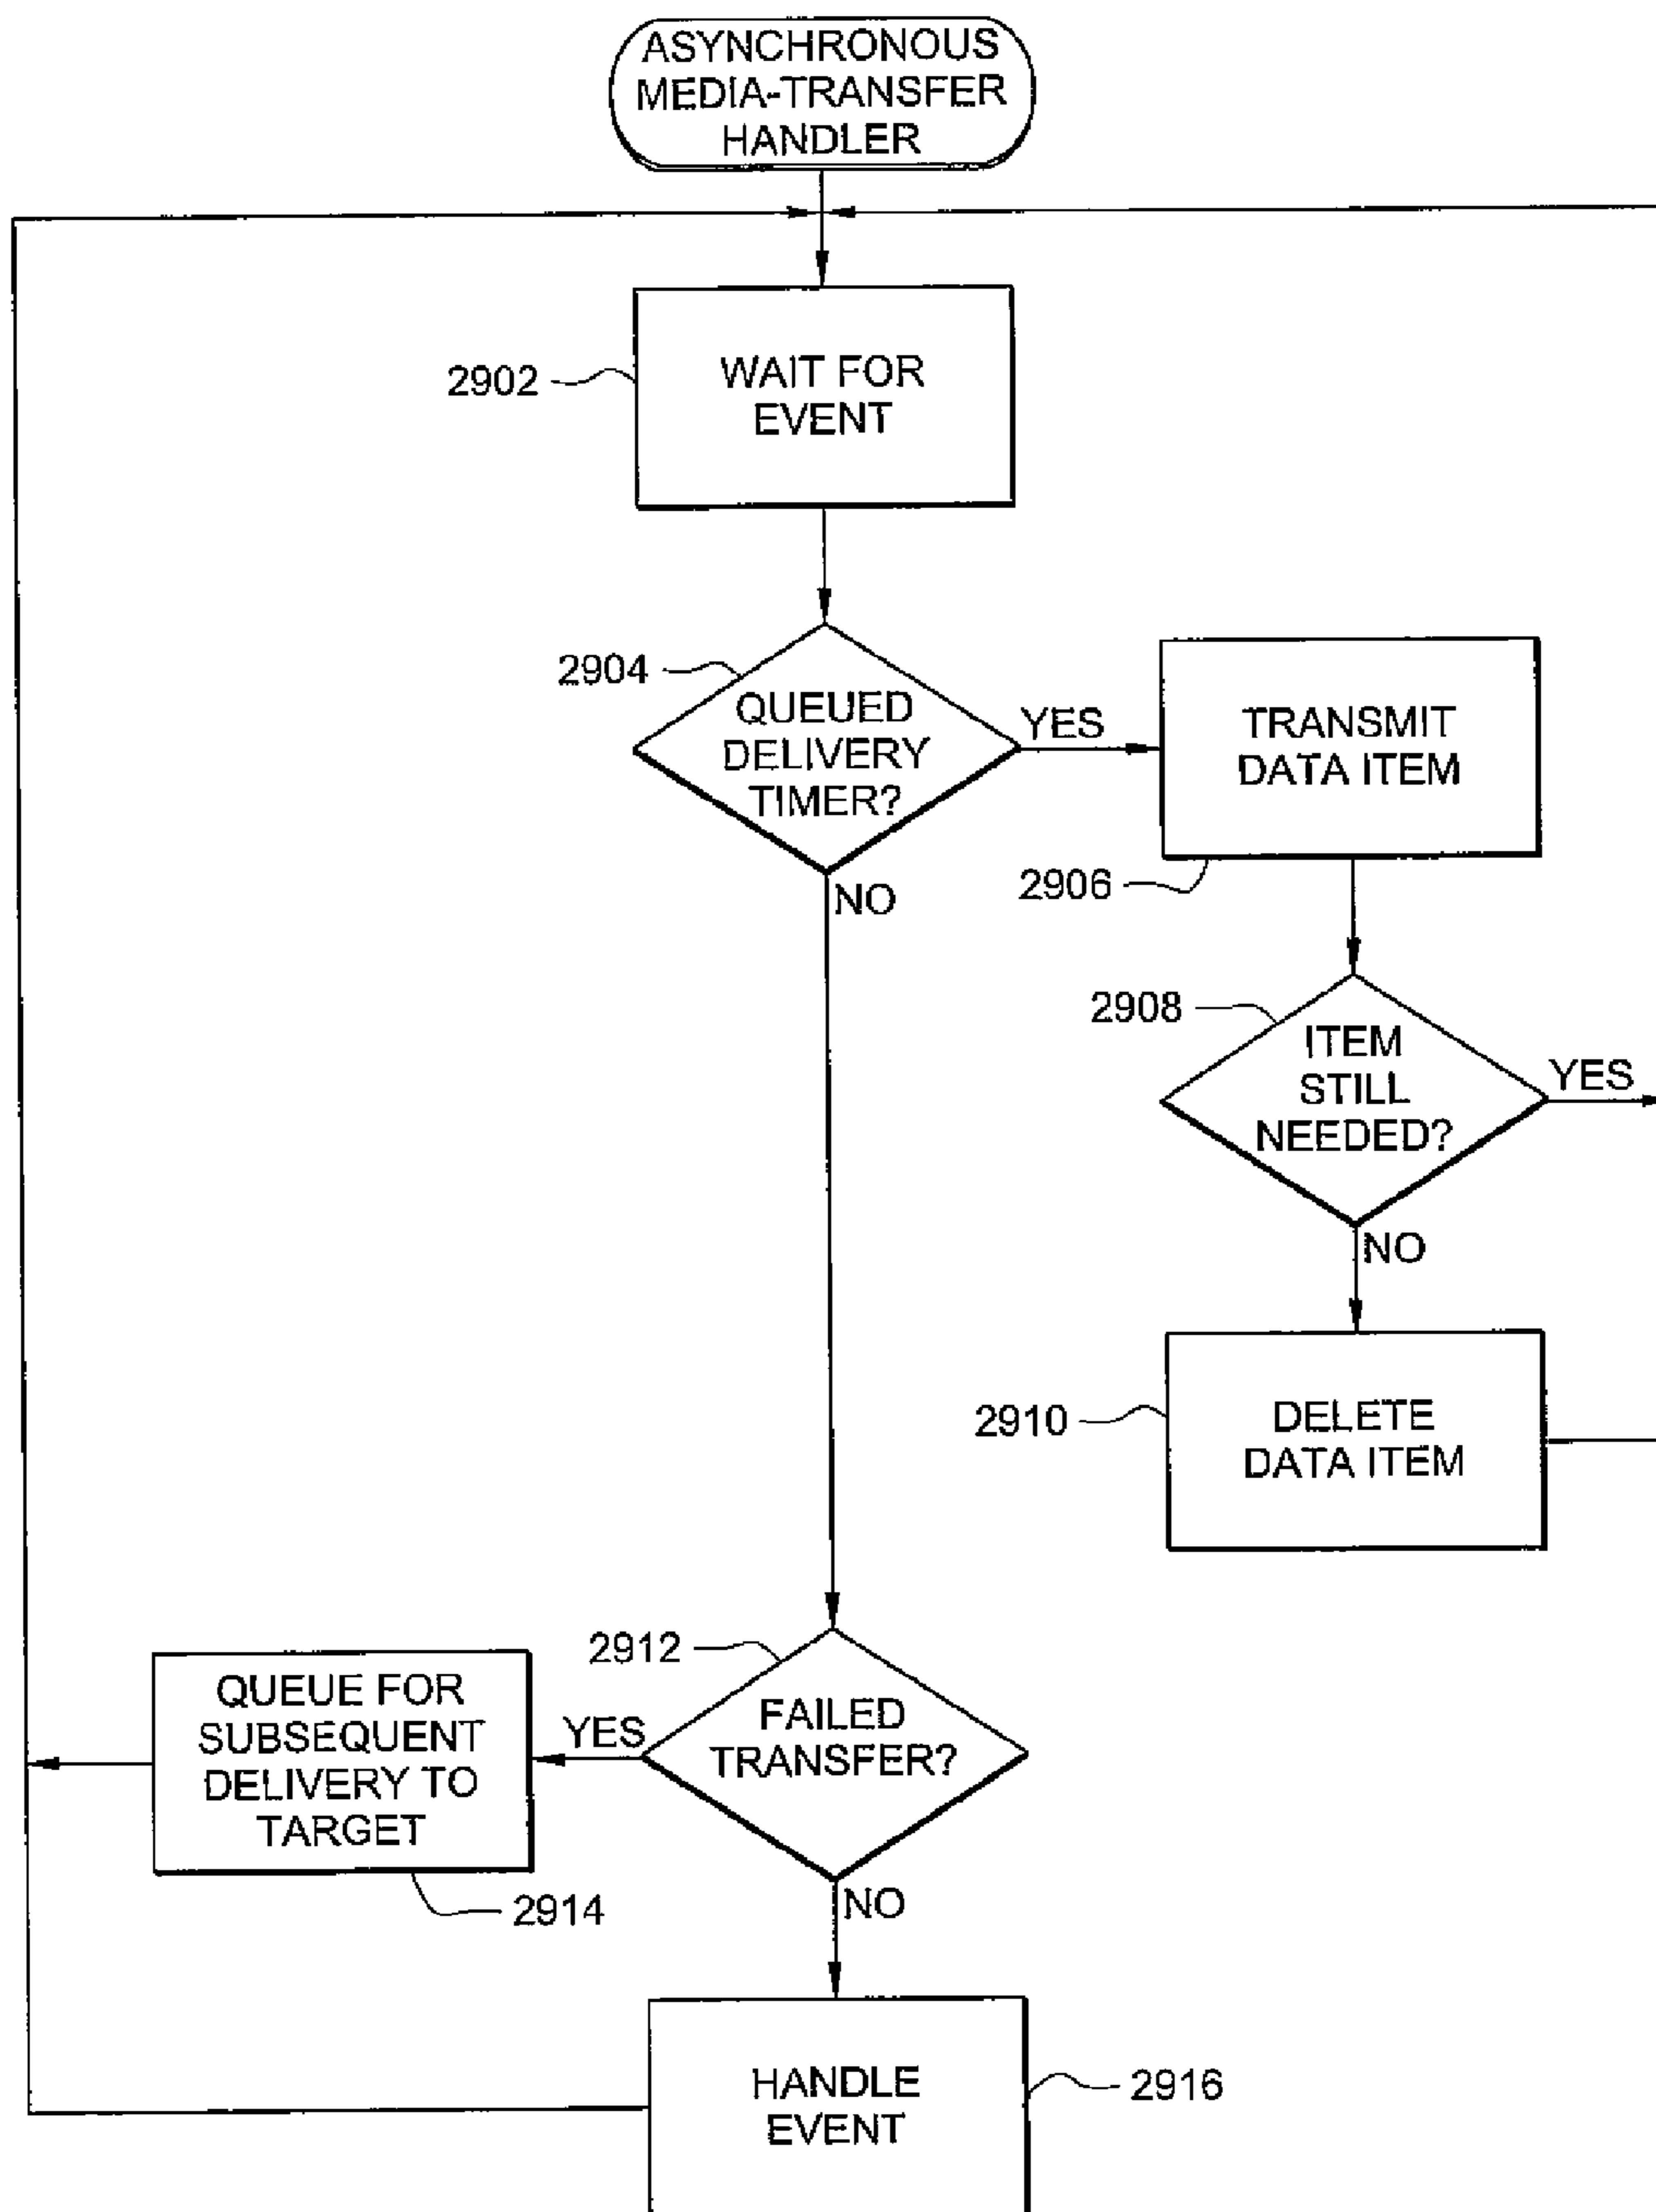 ASYNCHRONOUS
MEDIA-TRANSFER
HANDLER
2902
WAIT FOR
EVENT
2904
QUEUED
DELIVERY
TIMER?
YES
NO
TRANSMIT
DATA ITEM
2906
2908
ITEM
STILL
NEEDED?
YES
NO
2910
DELETE
DATA ITEM
2912
FAILED
TRANSFER?
YES
NO
QUEUE FOR
SUBSEQUENT
DELIVERY TO
TARGET
2914
HANDLE
EVENT
2916